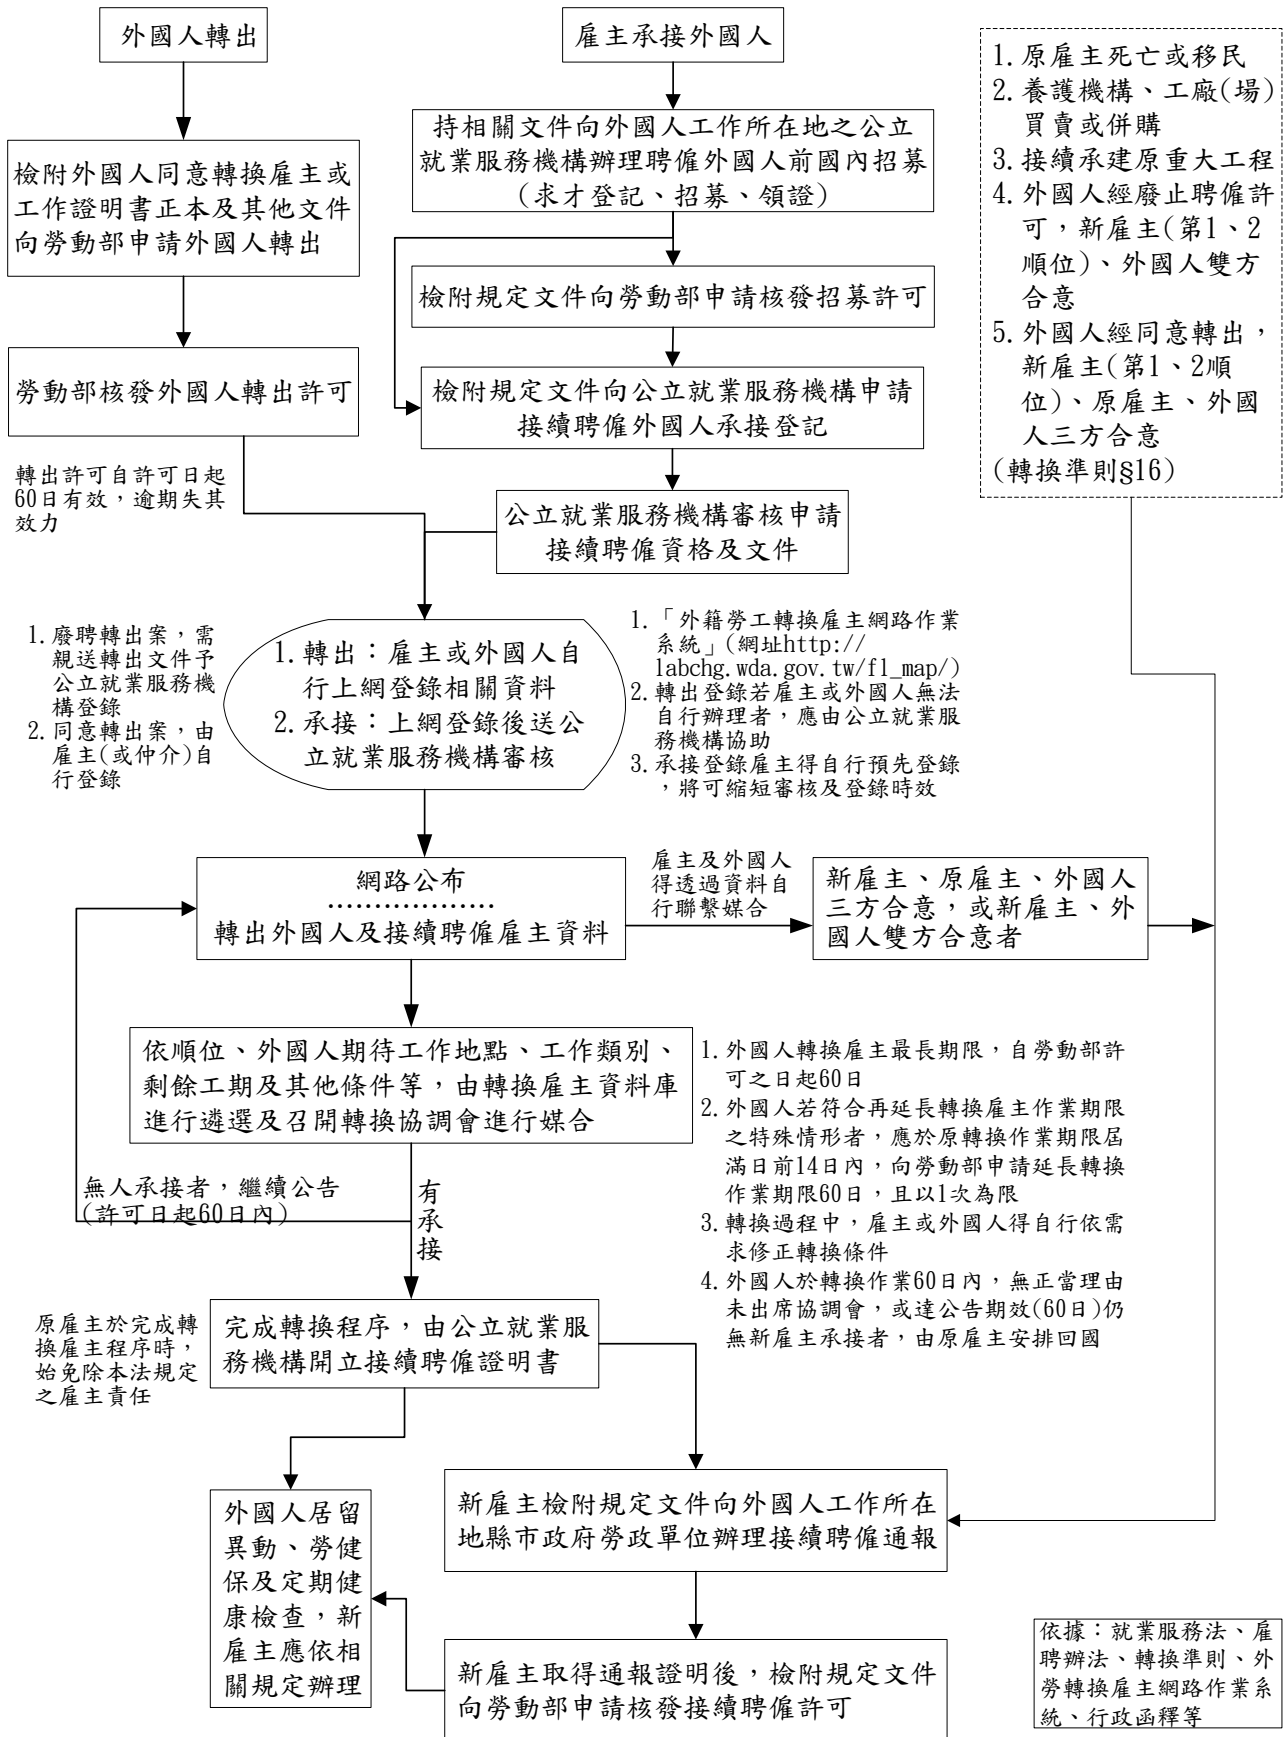 外國人轉出
雇主承接外國人
1. 原雇主死亡或移民
2. 養護機構、工廠(場)
買賣或併購
3. 接續承建原重大工程
4. 外國人經廢止聘僱許
可，新雇主(第1、2
順位)、外國人雙方
合意
5. 外國人經同意轉出，
新雇主(第1、2順
位)、原雇主、外國
人三方合意
(轉換準則§16)
持相關文件向外國人工作所在地之公立
就業服務機構辦理聘僱外國人前國內招募
(求才登記、招募、領證)
檢附外國人同意轉換雇主或
工作證明書正本及其他文件
向勞動部申請外國人轉出
檢附規定文件向勞動部申請核發招募許可
勞動部核發外國人轉出許可
檢附規定文件向公立就業服務機構申請
接續聘僱外國人承接登記
轉出許可自許可日起
60日有效，逾期失其
效力
公立就業服務機構審核申請
接續聘僱資格及文件
1. 廢聘轉出案，需
親送轉出文件予
公立就業服務機
構登錄
2. 同意轉出案，由
雇主(或仲介)自
行登錄
1. 轉出：雇主或外國人自
行上網登錄相關資料
2. 承接：上網登錄後送公
立就業服務機構審核
1. 「外籍勞工轉換雇主網路作業
系統」(網址http://
labchg.wda.gov.tw/fl_map/)
2. 轉出登錄若雇主或外國人無法
自行辦理者，應由公立就業服
務機構協助
3. 承接登錄雇主得自行預先登錄
，將可縮短審核及登錄時效
網路公布
..................
轉出外國人及接續聘僱雇主資料
雇主及外國人
得透過資料自
行聯繫媒合
新雇主、原雇主、外國人
三方合意，或新雇主、外
國人雙方合意者
依順位、外國人期待工作地點、工作類別、
剩餘工期及其他條件等，由轉換雇主資料庫
進行遴選及召開轉換協調會進行媒合
1. 外國人轉換雇主最長期限，自勞動部許
可之日起60日
2. 外國人若符合再延長轉換雇主作業期限
之特殊情形者，應於原轉換作業期限屆
滿日前14日內，向勞動部申請延長轉換
作業期限60日，且以1次為限
3. 轉換過程中，雇主或外國人得自行依需
求修正轉換條件
4. 外國人於轉換作業60日內，無正當理由
未出席協調會，或達公告期效(60日)仍
無新雇主承接者，由原雇主安排回國
無人承接者，繼續公告
(許可日起60日內)
有
承
接
原雇主於完成轉
換雇主程序時，
始免除本法規定
之雇主責任
完成轉換程序，由公立就業服
務機構開立接續聘僱證明書
新雇主檢附規定文件向外國人工作所在
地縣市政府勞政單位辦理接續聘僱通報
外國人居留
異動、勞健
保及定期健
康檢查，新
雇主應依相
關規定辦理
新雇主取得通報證明後，檢附規定文件
向勞動部申請核發接續聘僱許可
依據：就業服務法、雇
聘辦法、轉換準則、外
勞轉換雇主網路作業系
統、行政函釋等